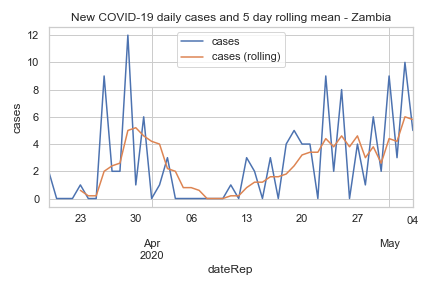 New COVID-19 daily cases and 5 day rolling mean - Zambia
cases
cases (rolling)
12
10
8
6
4
2
0
cases
23 30 06 13 20 27 04
Apr May
2020
dateRep